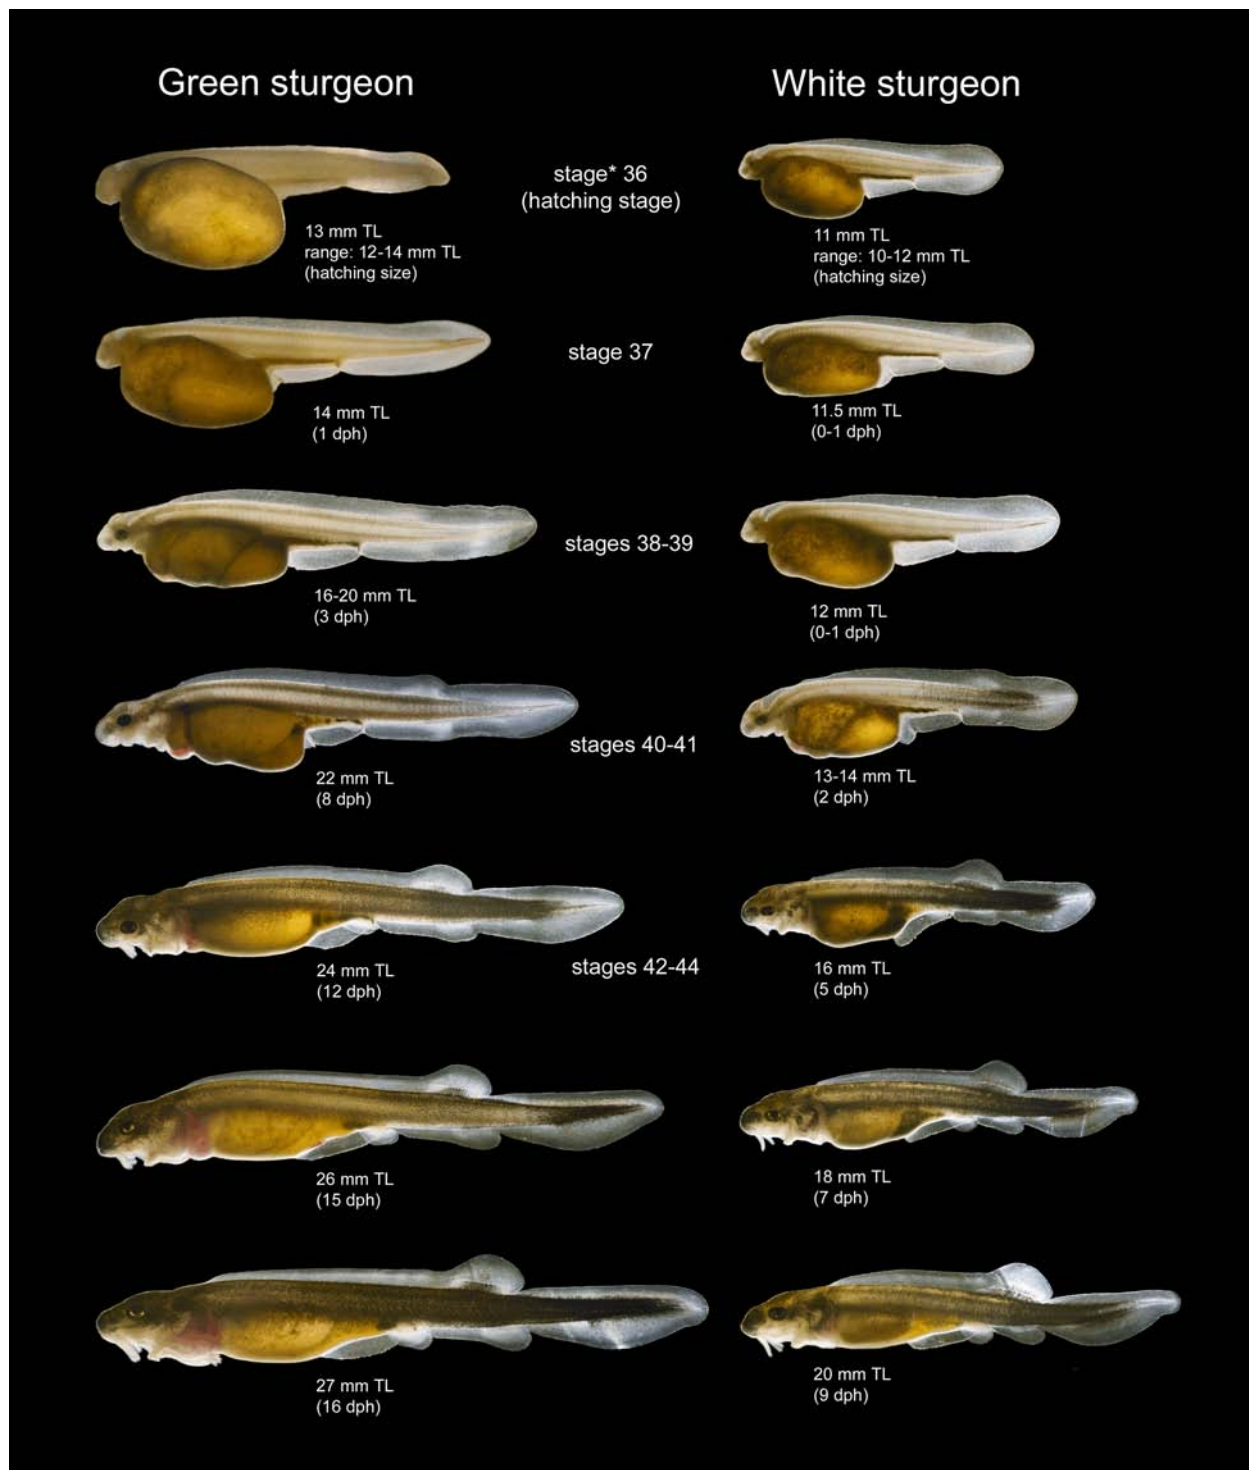 Green sturgeon
White sturgeon
stage* 36
(hatching stage)
13 mm TL
range: 12-14 mm TL
(hatching size)
11 mm TL
range: 10-12 mm TL
(hatching size)
stage 37
14 mm TL
(1 dph)
11.5 mm TL
(0-1 dph)
stages 38-39
16-20 mm TL
(3 dph)
12 mm TL
(0-1 dph)
stages 40-41
22 mm TL
(8 dph)
13-14 mm TL
(2 dph)
stages 42-44
24 mm TL
(12 dph)
16 mm TL
(5 dph)
26 mm TL
(15 dph)
18 mm TL
(7 dph)
27 mm TL
(16 dph)
20 mm TL
(9 dph)